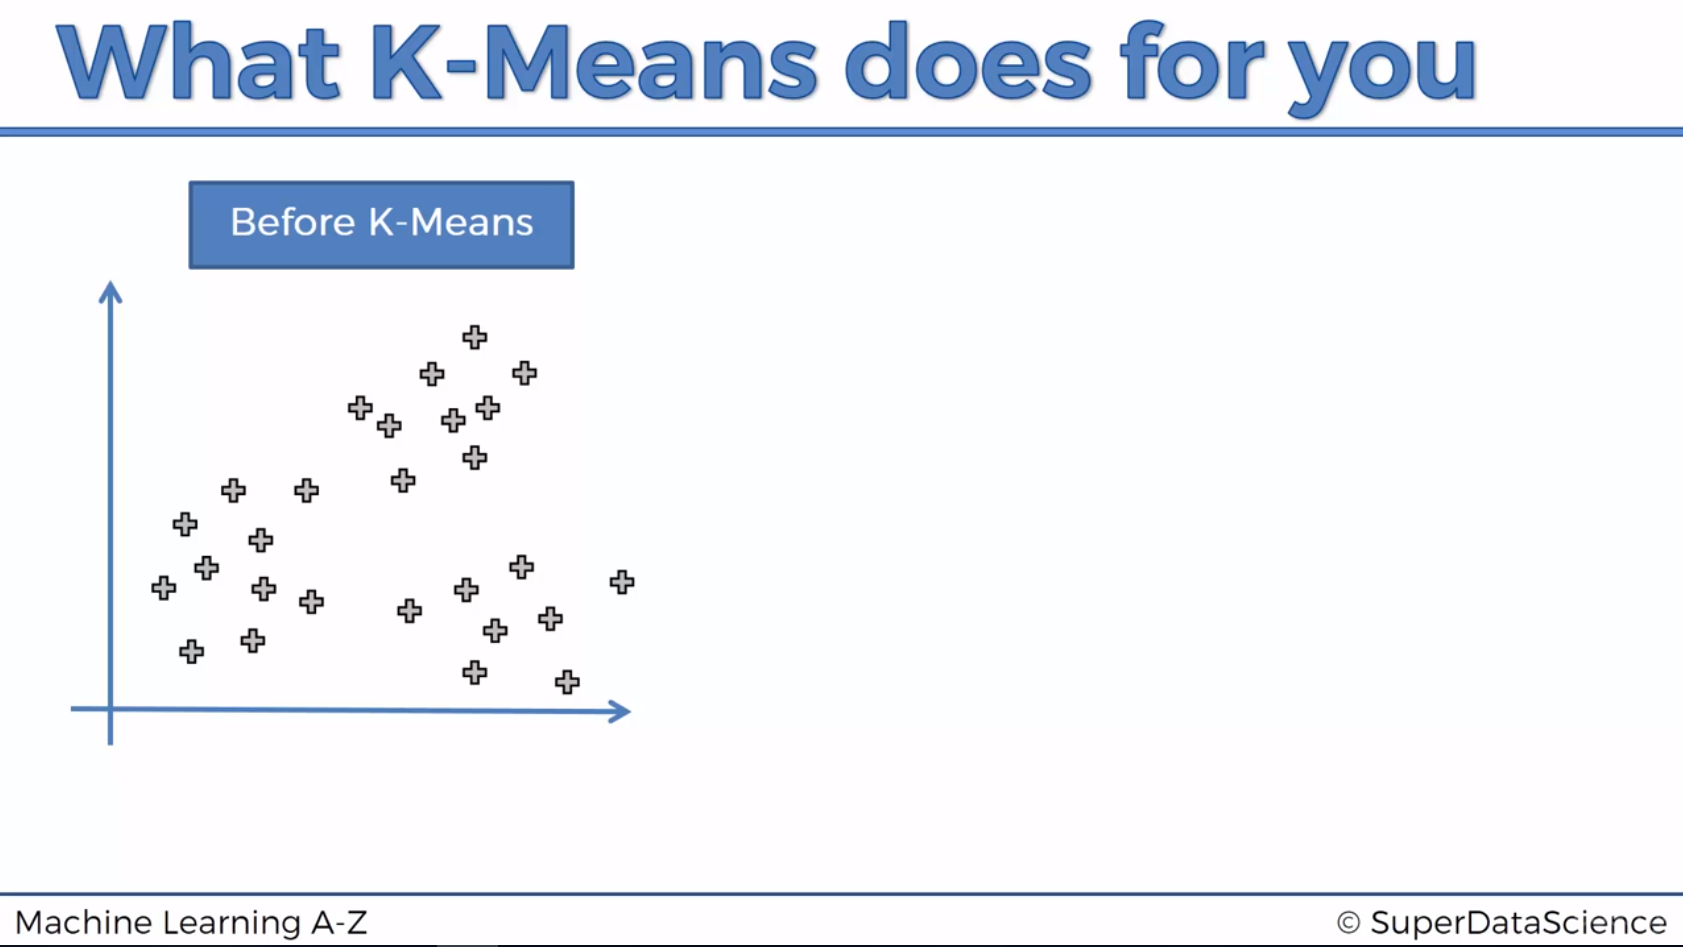 What K-Means does for you
Before K-Means
Machine Learning A-Z
© SuperDataScience